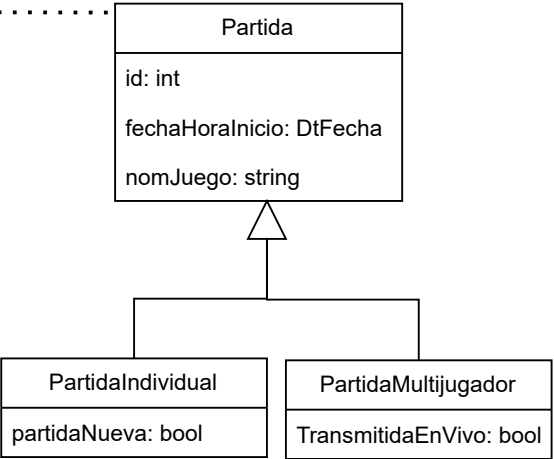 Partida
id: int
fechaHoraInicio: DtFecha
nomJuego: string
PartidaIndividual
partidaNueva: bool
PartidaMultijugador
TransmitidaEnVivo: bool